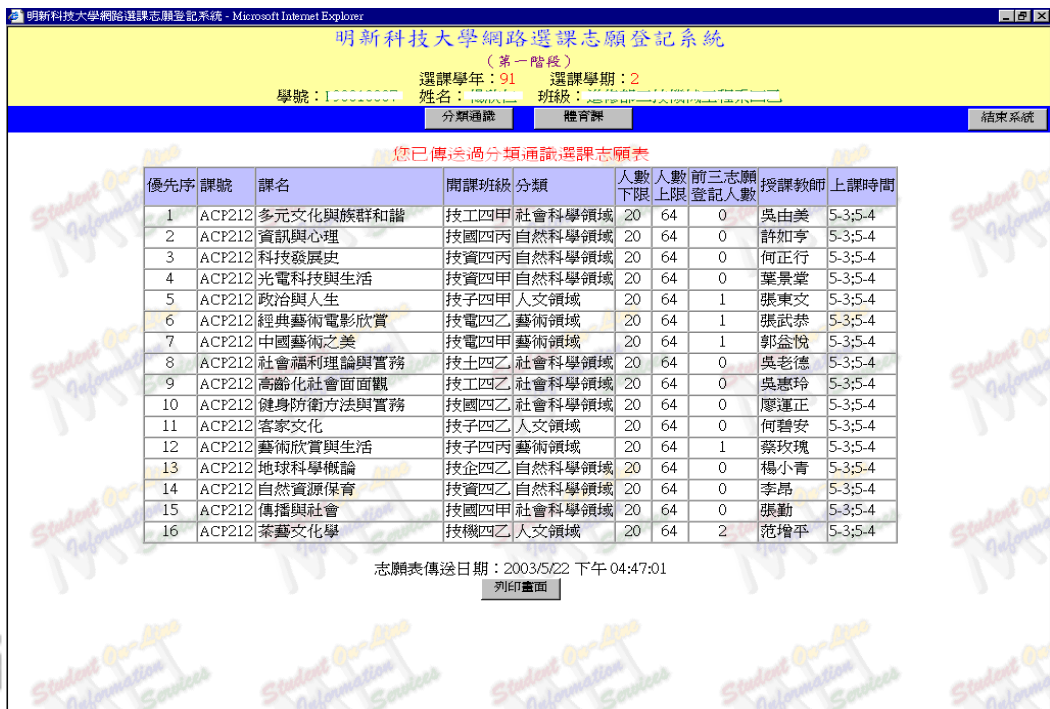 明新科技大學網路選課志願登記系統 - Microsoft Internet Explorer
明新科技大學網路選課志願登記系統
(第一階段)
選課學年：91 選課學期：2
學號： 姓名： 班級：
分類通識 體育課 結束系統
您已傳送過分類通識選課志願表
優先序 課號 課名 開課班級 分類 人數下限 人數上限 前三志願登記人數 授課教師 上課時間
1 ACP212 多元文化與族群和諧 技工四甲 社會科學領域 20 64 0 吳由美 5-3;5-4
2 ACP212 資訊與心理 技國四丙 自然科學領域 20 64 0 許如亨 5-3;5-4
3 ACP212 科技發展史 技資四丙 自然科學領域 20 64 0 何正行 5-3;5-4
4 ACP212 光電科技與生活 技資四甲 自然科學領域 20 64 0 葉景棠 5-3;5-4
5 ACP212 政治與人生 技子四甲 人文領域 20 64 1 張東文 5-3;5-4
6 ACP212 經典藝術電影欣賞 技電四乙 藝術領域 20 64 1 張武恭 5-3;5-4
7 ACP212 中國藝術之美 技電四甲 藝術領域 20 64 1 郭益悅 5-3;5-4
8 ACP212 社會福利理論與實務 技土四乙 社會科學領域 20 64 0 吳老德 5-3;5-4
9 ACP212 高齡化社會面面觀 技工四乙 社會科學領域 20 64 0 吳惠玲 5-3;5-4
10 ACP212 健身防衛方法與實務 技國四乙 社會科學領域 20 64 0 廖運正 5-3;5-4
11 ACP212 客家文化 技子四乙 人文領域 20 64 0 何碧安 5-3;5-4
12 ACP212 藝術欣賞與生活 技子四丙 藝術領域 20 64 1 蔡玫瑰 5-3;5-4
13 ACP212 地球科學概論 技企四乙 自然科學領域 20 64 0 楊小青 5-3;5-4
14 ACP212 自然資源保育 技資四乙 自然科學領域 20 64 0 李昂 5-3;5-4
15 ACP212 傳播與社會 技國四甲 社會科學領域 20 64 0 張勤 5-3;5-4
16 ACP212 茶藝文化學 技機四乙 人文領域 20 64 2 范增平 5-3;5-4
志願表傳送日期：2003/5/22 下午 04:47:01
列印畫面
Student On-Line
Information Services